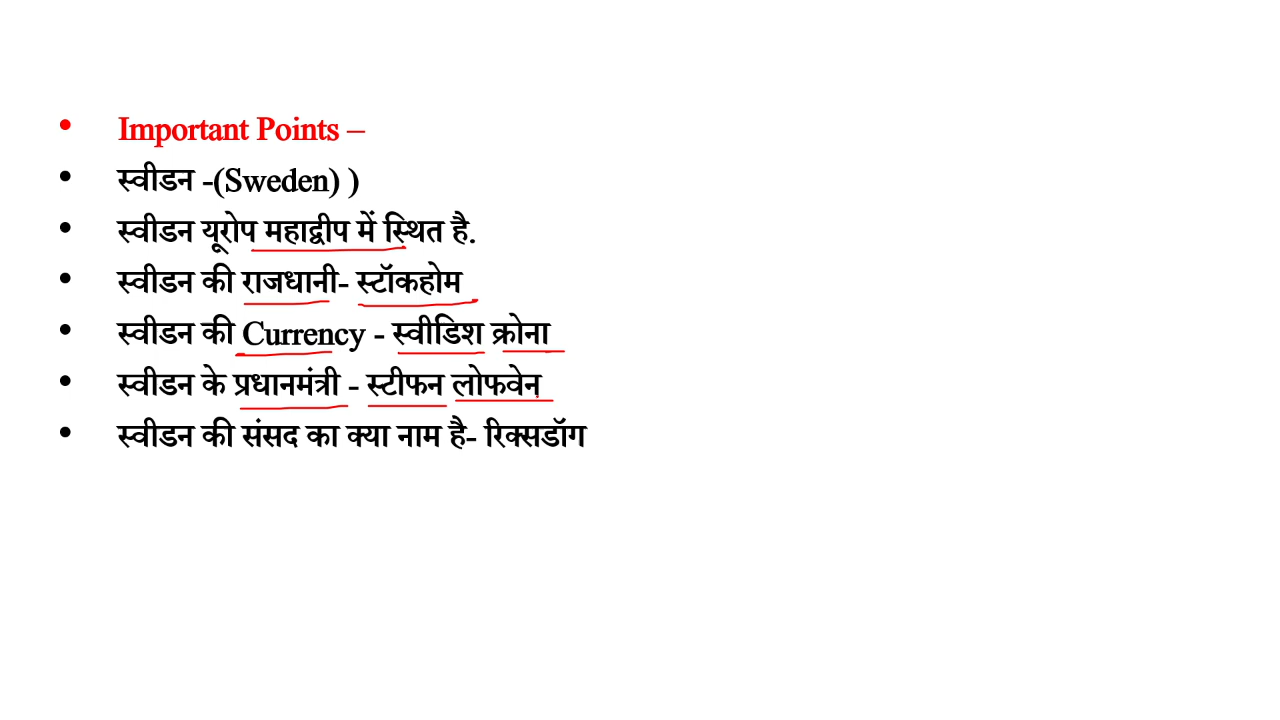 • Important Points –
• स्वीडन -(Sweden) )
• स्वीडन यूरोप महाद्वीप में स्थित है.
• स्वीडन की राजधानी- स्टॉकहोम
• स्वीडन की Currency - स्वीडिश क्रोना
• स्वीडन के प्रधानमंत्री - स्टीफन लोफवेन
• स्वीडन की संसद का क्या नाम है- रिक्सडॉग